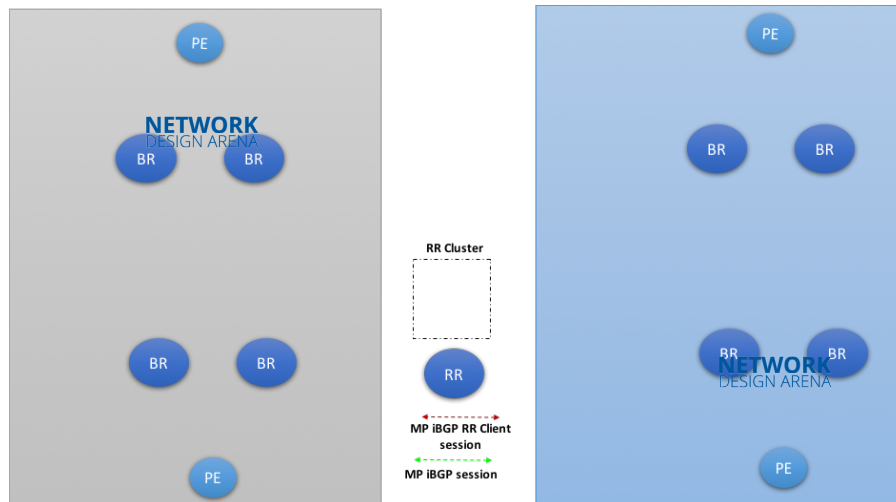 PE
NETWORK
DESIGN ARENA
BR
BR
BR
BR
PE
RR Cluster
RR
MP iBGP RR Client
session
MP iBGP session
PE
BR
BR
BR
BR
NETWORK
DESIGN ARENA
PE